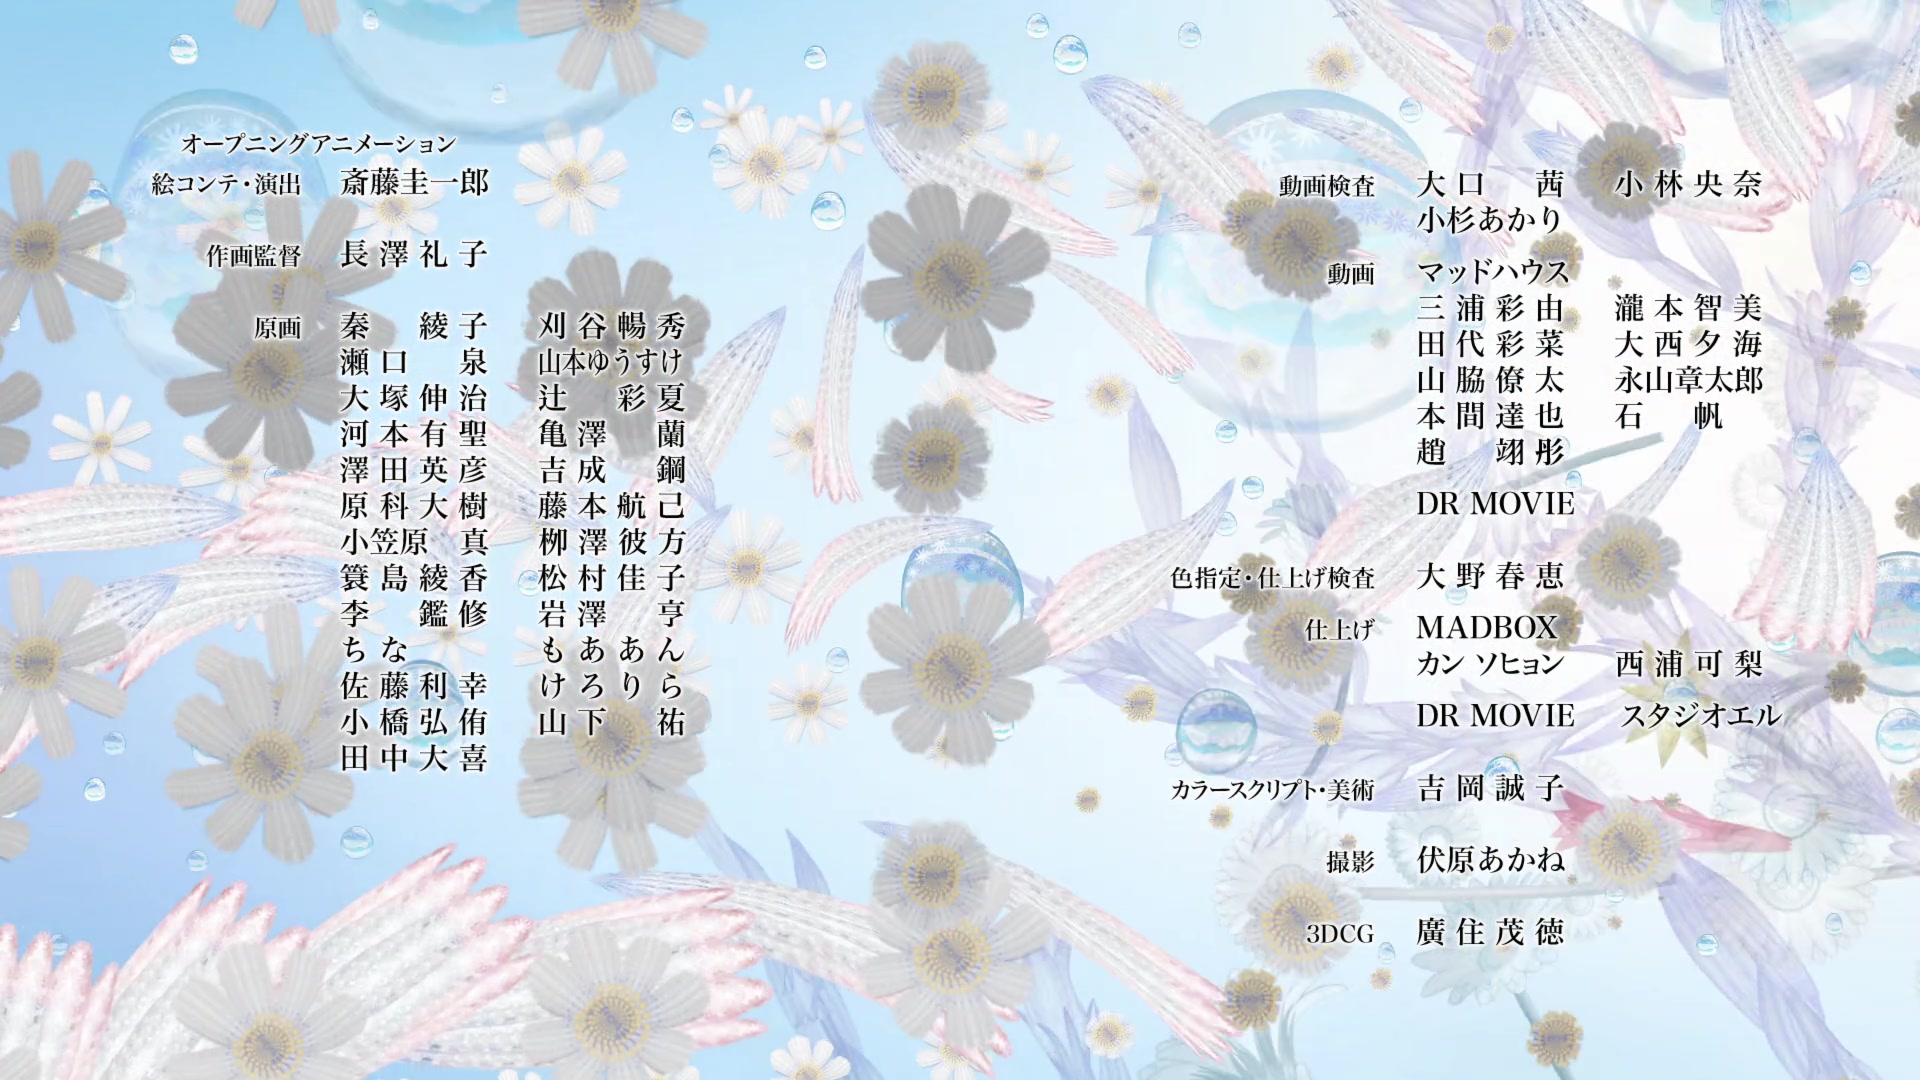 オープニングアニメーション
絵コンテ・演出 斎藤圭一郎
作画監督 長澤礼子
原画 秦 綾子 刈谷暢秀
瀬口 泉 山本ゆうすけ
大塚伸治 辻 彩夏
河本有聖 亀澤 蘭
澤田英彦 吉成 鋼
原科大樹 藤本航己
小笠原 真 柳澤彼方
簑島綾香 松村佳子
李 鑑修 岩澤 亨
ちな もああん
佐藤利幸 けろりら
小橋弘侑 山下 祐
田中大喜
動画検査 大口 茜 小林央奈
小杉あかり
動画 マッドハウス
三浦彩由 瀧本智美
田代彩菜 大西夕海
山脇僚太 永山章太郎
本間達也 石 帆
趙 翊彤
DR MOVIE
色指定・仕上げ検査 大野春恵
仕上げ MADBOX
カン ソヒョン 西浦可梨
DR MOVIE スタジオエル
カラースクリプト・美術 吉岡誠子
撮影 伏原あかね
3DCG 廣住茂徳